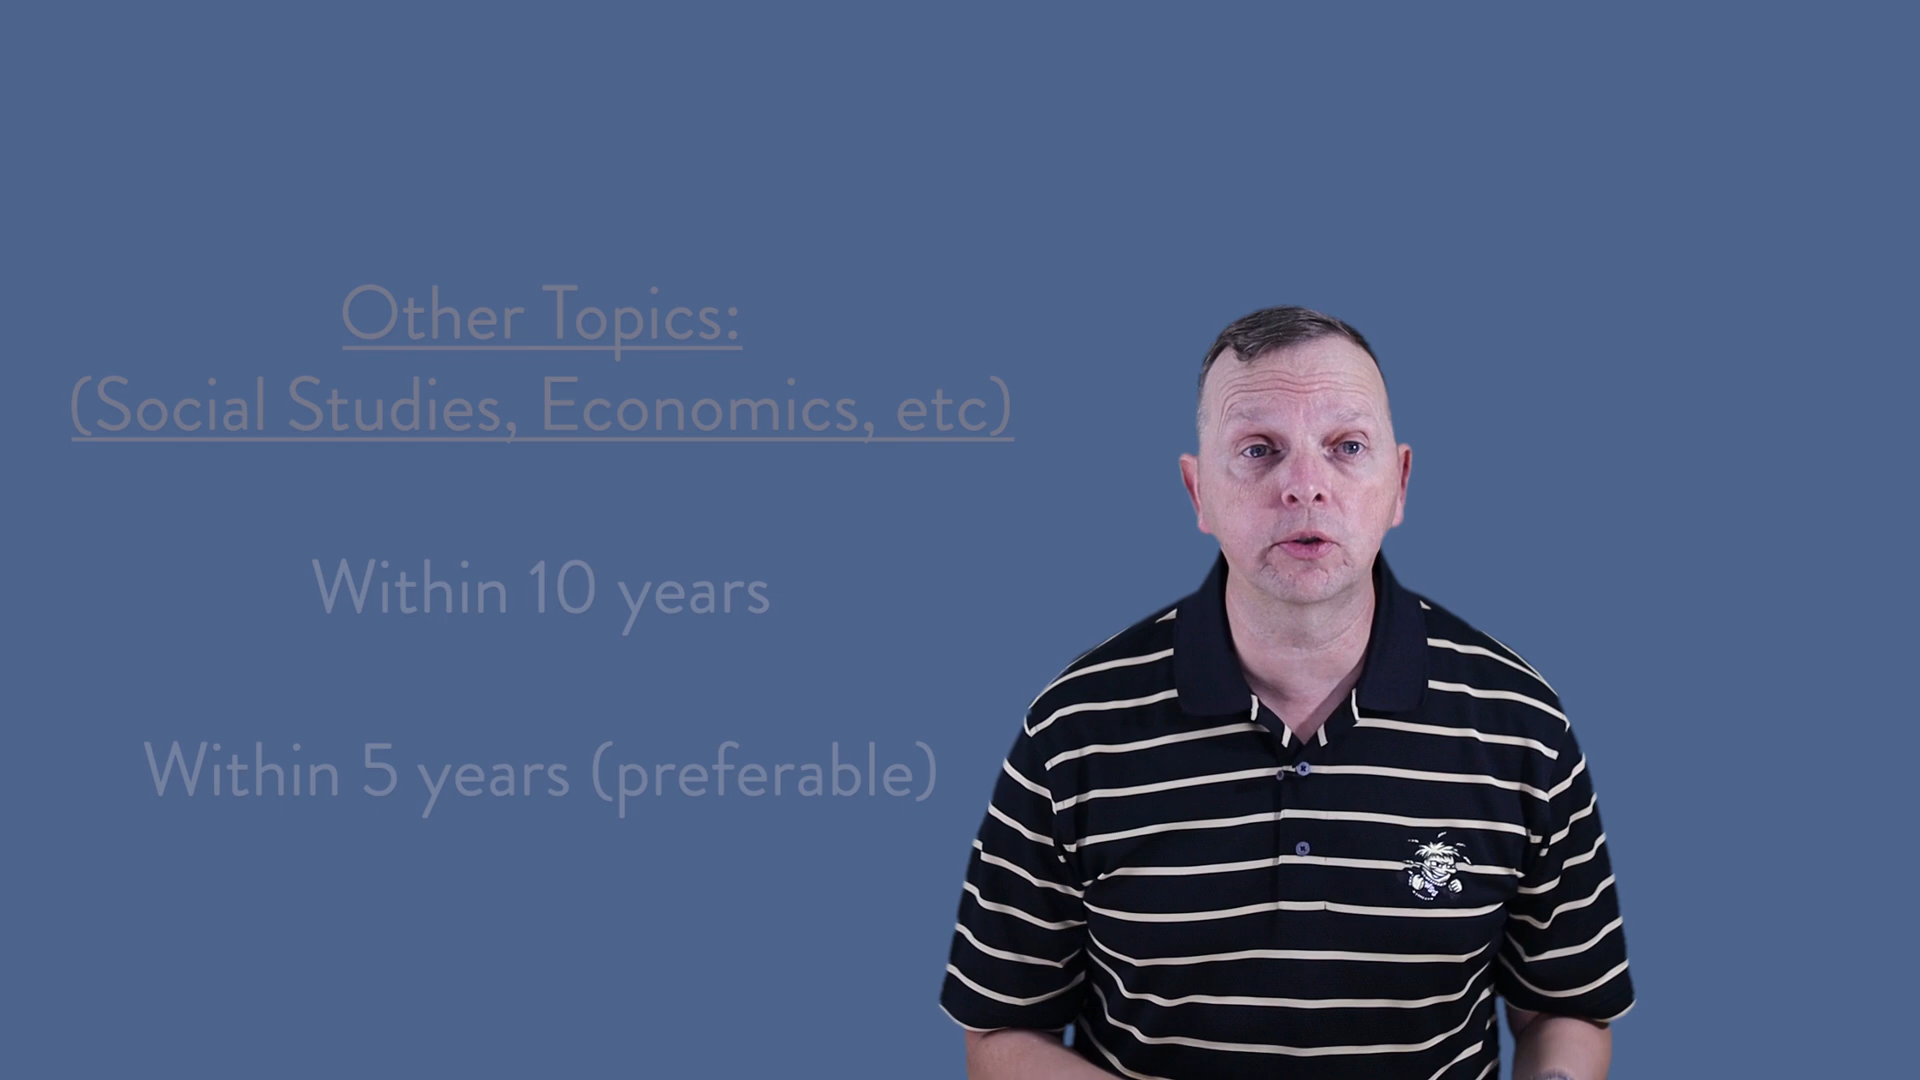 Other Topics:
(Social Studies, Economics, etc)
Within 10 years
Within 5 years (preferable)